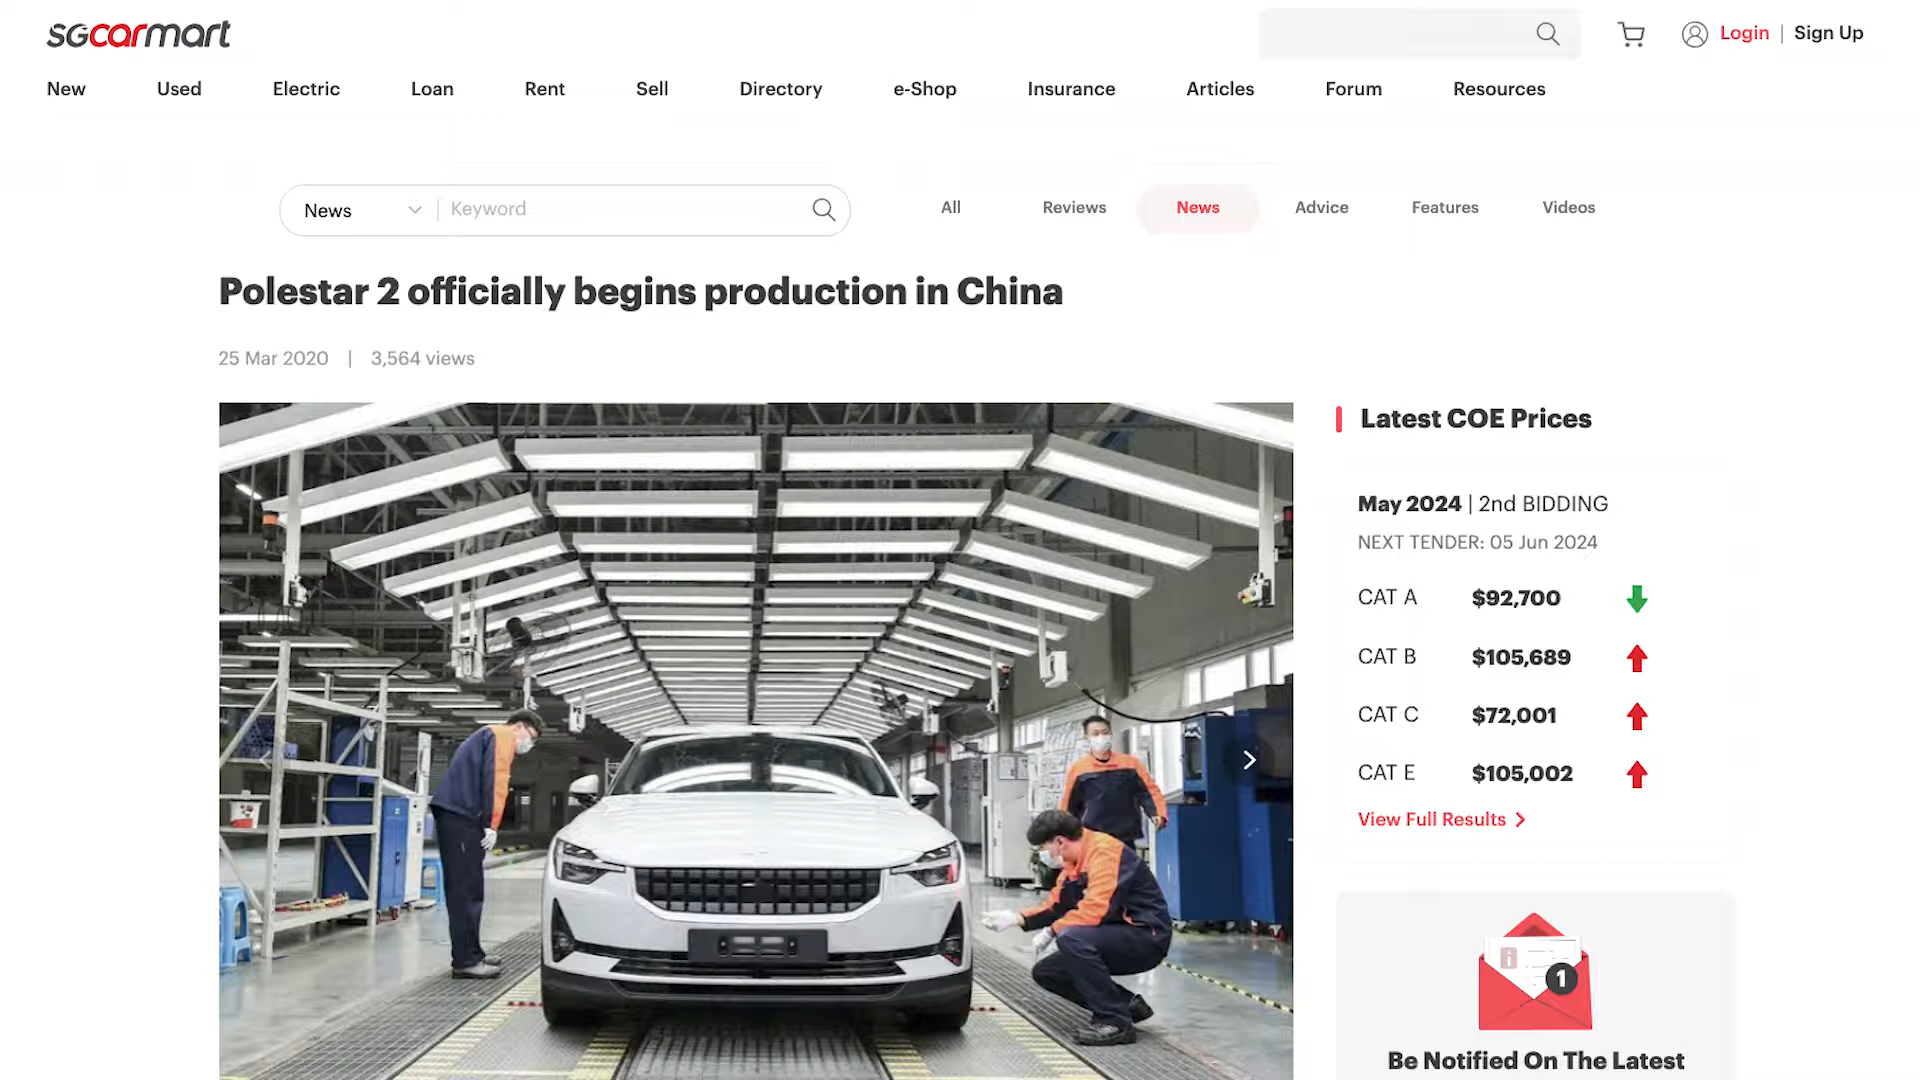 sgcarmart
Login | Sign Up
New Used Electric Loan Rent Sell Directory e-Shop Insurance Articles Forum Resources
News | Keyword
All Reviews News Advice Features Videos
Polestar 2 officially begins production in China
25 Mar 2020 | 3,564 views
Latest COE Prices
May 2024 | 2nd BIDDING
NEXT TENDER: 05 Jun 2024
CAT A $92,700
CAT B $105,689
CAT C $72,001
CAT E $105,002
View Full Results
1
Be Notified On The Latest